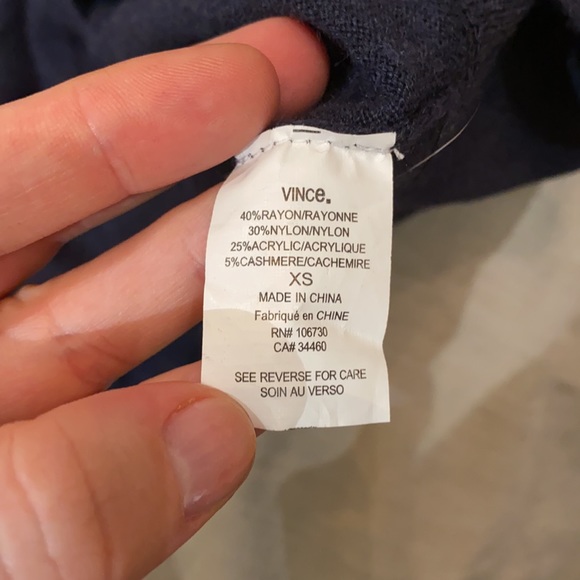 VINCE.
40%RAYON/RAYONNE
30%NYLON/NYLON
25%ACRYLIC/ACRYLIQUE
5%CASHMERE/CACHEMIRE
XS
MADE IN CHINA
Fabriqué en CHINE
RN# 106730
CA# 34460
SEE REVERSE FOR CARE
SOIN AU VERSO